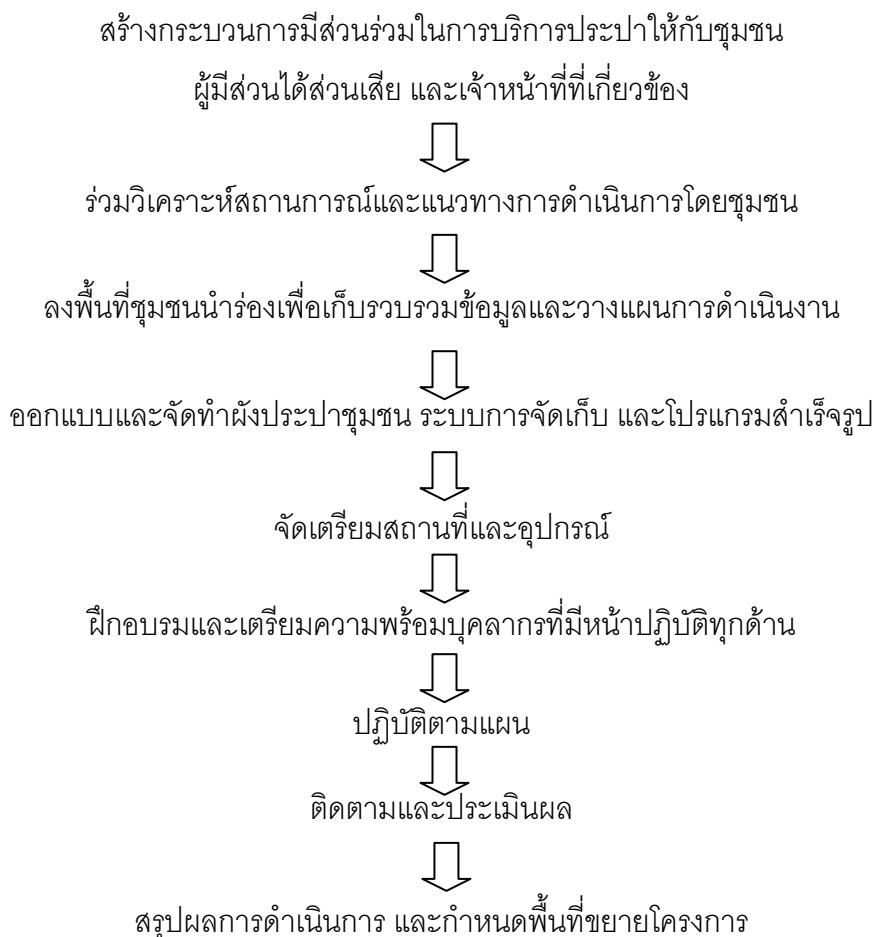 สร้างกระบวนการมีส่วนร่วมในการบริการประปาให้กับชุมชน
ผู้มีส่วนได้ส่วนเสีย และเจ้าหน้าที่ที่เกี่ยวข้อง
ร่วมวิเคราะห์สถานการณ์และแนวทางการดำเนินการโดยชุมชน
ลงพื้นที่ชุมชนนำร่องเพื่อเก็บรวบรวมข้อมูลและวางแผนการดำเนินงาน
ออกแบบและจัดทำผังประปาชุมชน ระบบการจัดเก็บ และโปรแกรมสำเร็จรูป
จัดเตรียมสถานที่และอุปกรณ์
ฝึกอบรมและเตรียมความพร้อมบุคลากรที่มีหน้าปฏิบัติทุกด้าน
ปฏิบัติตามแผน
ติดตามและประเมินผล
สรุปผลการดำเนินการ และกำหนดพื้นที่ขยายโครงการ